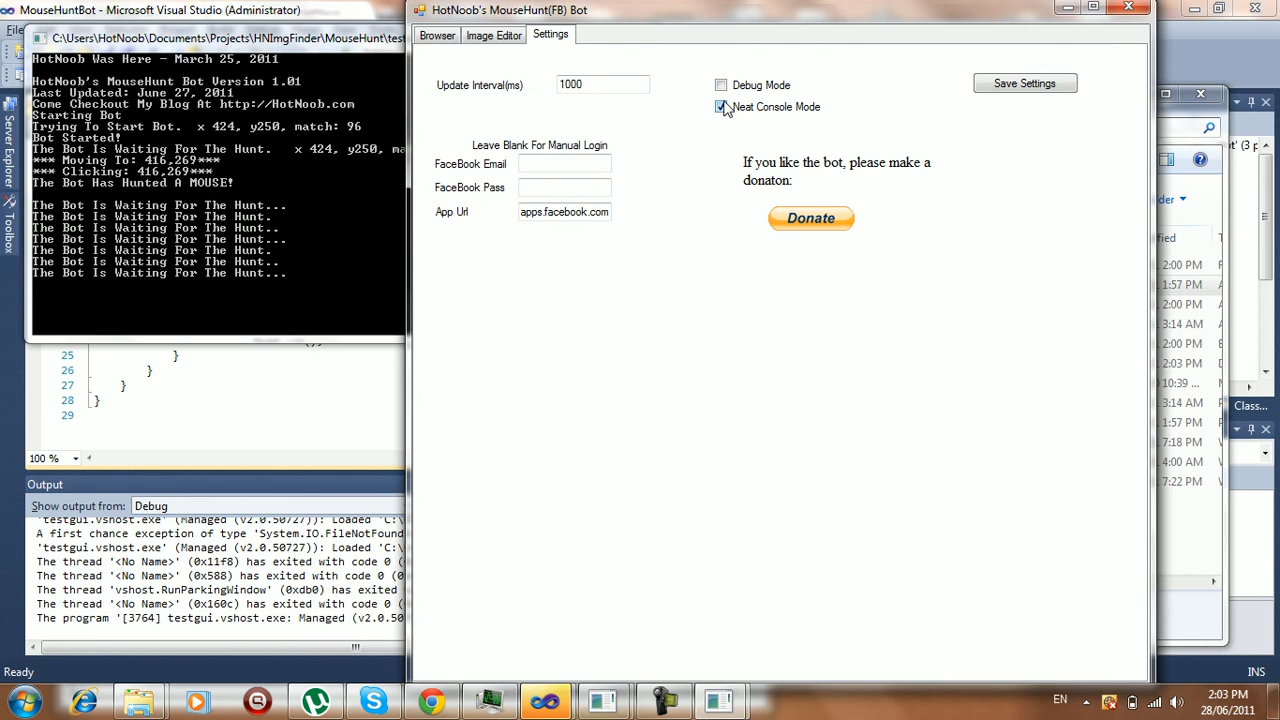 MouseHuntBot - Microsoft Visual Studio (Administrator)
File
C:\Users\HotNoob\Documents\Projects\HNImgFinder\MouseHunt\test
HotNoob Was Here - March 25, 2011
HotNoob's MouseHunt Bot Version 1.01
Last Updated: June 27, 2011
Come Checkout My Blog At http://HotNoob.com
Starting Bot
Trying To Start Bot.  x 424, y250, match: 96
Bot Started!
The Bot Is Waiting For The Hunt.   x 424, y250, ma
*** Moving To: 416,269***
*** Clicking: 416,269***
The Bot Has Hunted A MOUSE!
The Bot Is Waiting For The Hunt...
The Bot Is Waiting For The Hunt.
The Bot Is Waiting For The Hunt..
The Bot Is Waiting For The Hunt...
The Bot Is Waiting For The Hunt.
The Bot Is Waiting For The Hunt..
The Bot Is Waiting For The Hunt...
Server Explorer
Toolbox
25 }
26 }
27 }
28 }
29
100 %
Output
Show output from: Debug
'testgui.vshost.exe' (Managed (v2.0.50727)): Loaded 'C:\
A first chance exception of type 'System.IO.FileNotFoun
'testgui.vshost.exe' (Managed (v2.0.50727)): Loaded 'C:\
The thread '<No Name>' (0x11f8) has exited with code 0 (
The thread '<No Name>' (0x588) has exited with code 0 (0
The thread 'vshost.RunParkingWindow' (0xdb0) has exited
The thread '<No Name>' (0x160c) has exited with code 0 (
The program '[3764] testgui.vshost.exe: Managed (v2.0.50
Ready
INS
HotNoob's MouseHunt(FB) Bot
Browser
Image Editor
Settings
Update Interval(ms)
1000
Debug Mode
Neat Console Mode
Save Settings
Leave Blank For Manual Login
FaceBook Email
FaceBook Pass
App Url
apps.facebook.com
If you like the bot, please make a
donaton:
Donate
(3 p
der
ified
2:00 PM
1:57 PM
3:14 AM
2:00 PM
2:03 PM
10:39 ...
3:14 AM
1:57 PM
7:18 PM
4:00 AM
7:22 PM
Class...
EN
2:03 PM
28/06/2011